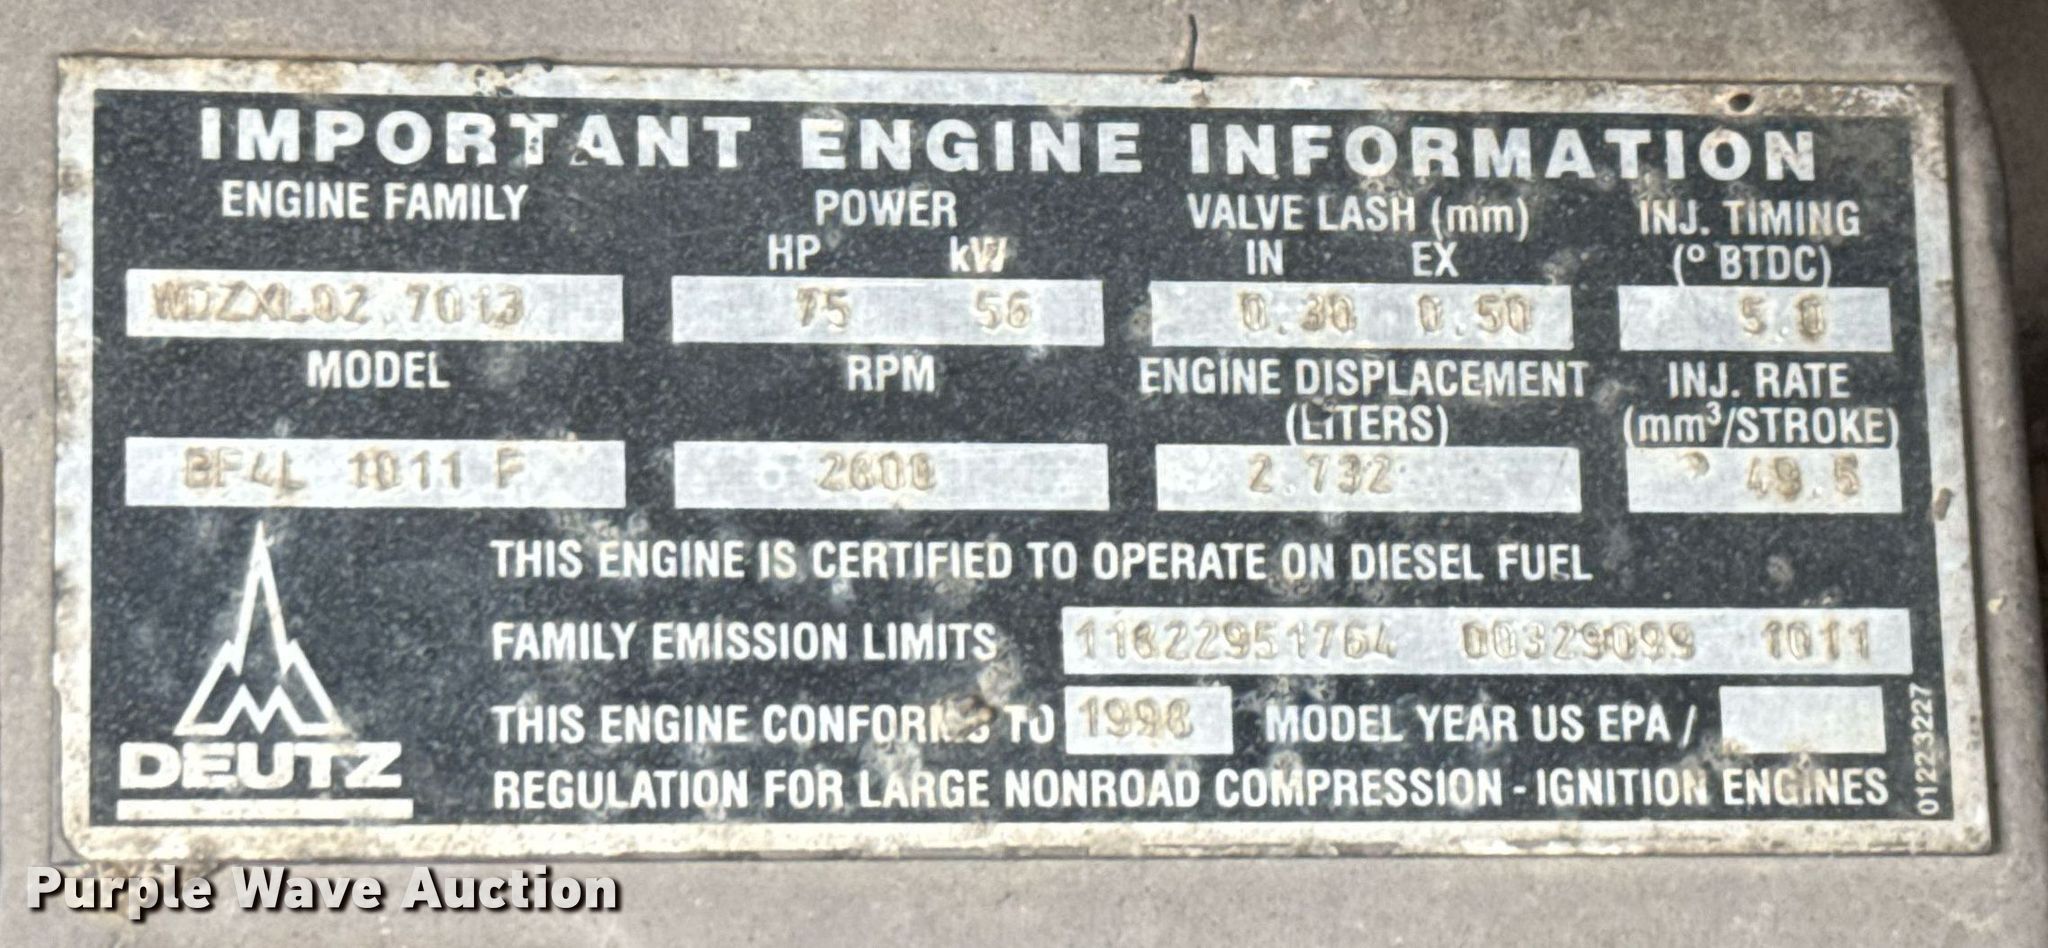 IMPORTANT ENGINE INFORMATION
ENGINE FAMILY POWER VALVE LASH (mm) INJ. TIMING
HP kW IN EX (° BTDC)
WDZXL02.7013 75 56 0.30 0.50 5.0
MODEL RPM ENGINE DISPLACEMENT INJ. RATE
(LITERS) (mm³/STROKE)
BF4L 1011 F 2600 2.732 49.5
THIS ENGINE IS CERTIFIED TO OPERATE ON DIESEL FUEL
FAMILY EMISSION LIMITS 00329099 1011
THIS ENGINE CONFORMS TO 1998 MODEL YEAR US EPA /
REGULATION FOR LARGE NONROAD COMPRESSION - IGNITION ENGINES
DEUTZ
01223227
Purple Wave Auction